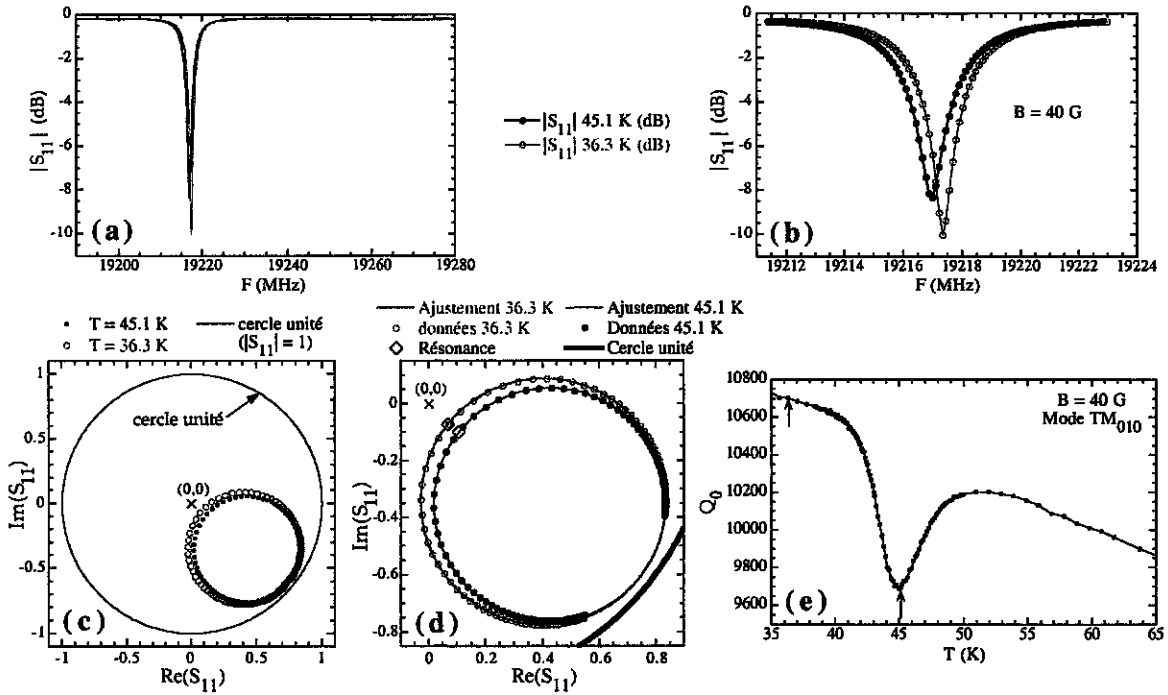 0
-2
-4
-6
-8
-10
|S11| (dB)
(a)
19200 19220 19240 19260 19280
F (MHz)
|S11| 45.1 K (dB)
|S11| 36.3 K (dB)
0
-2
-4
-6
-8
-10
|S11| (dB)
B = 40 G
(b)
19212 19214 19216 19218 19220 19222 19224
F (MHz)
T = 45.1 K
T = 36.3 K
cercle unité
(|S11| = 1)
1
0.5
0
-0.5
-1
Im(S11)
cercle unité
(0,0)
(c)
-1 -0.5 0 0.5 1
Re(S11)
Ajustement 36.3 K
données 36.3 K
Résonance
Ajustement 45.1 K
Données 45.1 K
Cercle unité
0
-0.2
-0.4
-0.6
-0.8
Im(S11)
(0,0)
(d)
0 0.2 0.4 0.6 0.8
Re(S11)
10800
10600
10400
10200
10000
9800
9600
Q0
B = 40 G
Mode TM010
(e)
35 40 45 50 55 60 65
T (K)